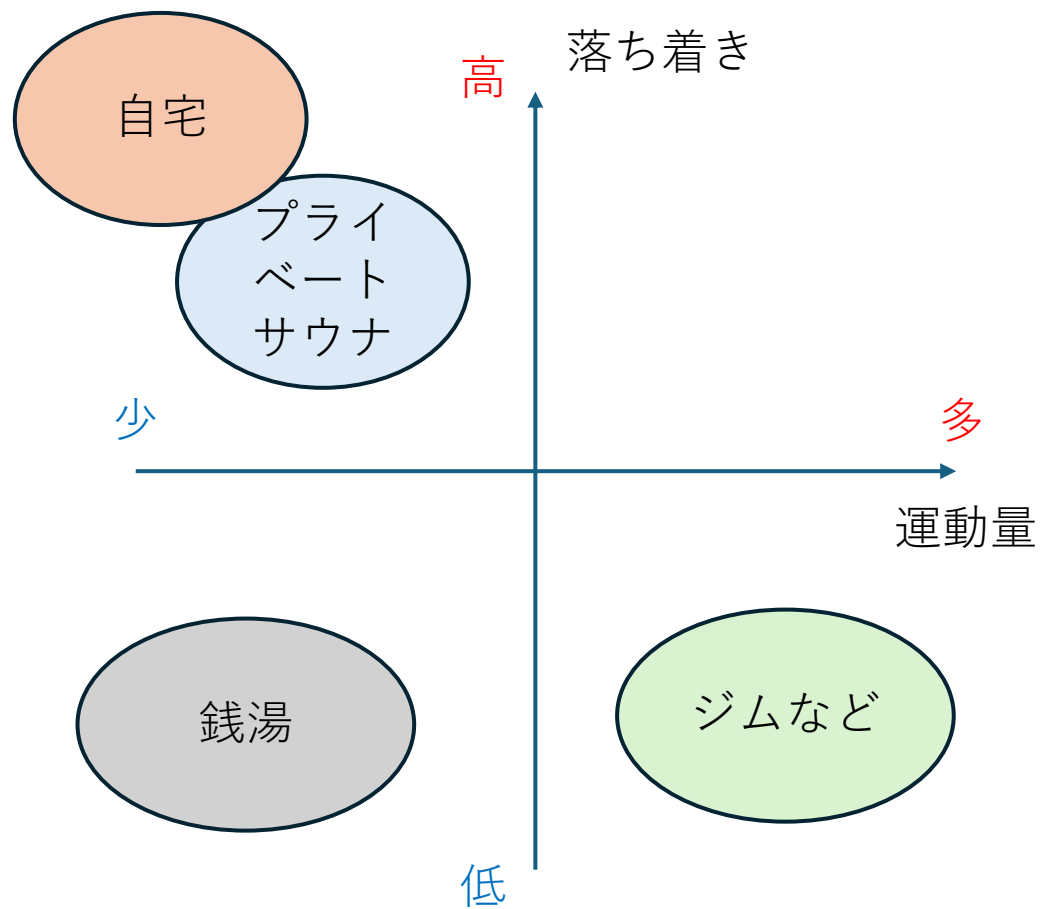 落ち着き
高
自宅
プライ
ベート
サウナ
少
多
運動量
銭湯
ジムなど
低